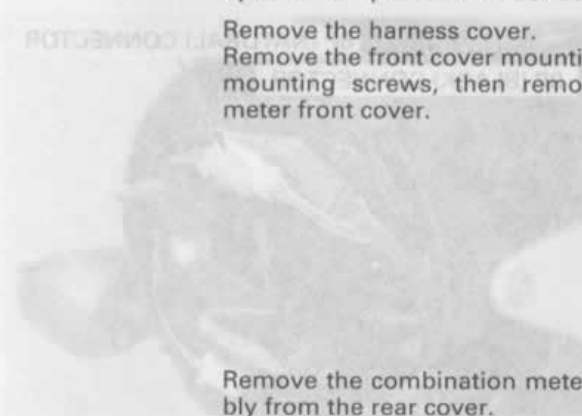 Remove the harness cover.
Remove the front cover mounti
mounting screws, then remo
meter front cover.
CONNECTOR
Remove the combination mete
bly from the rear cover.